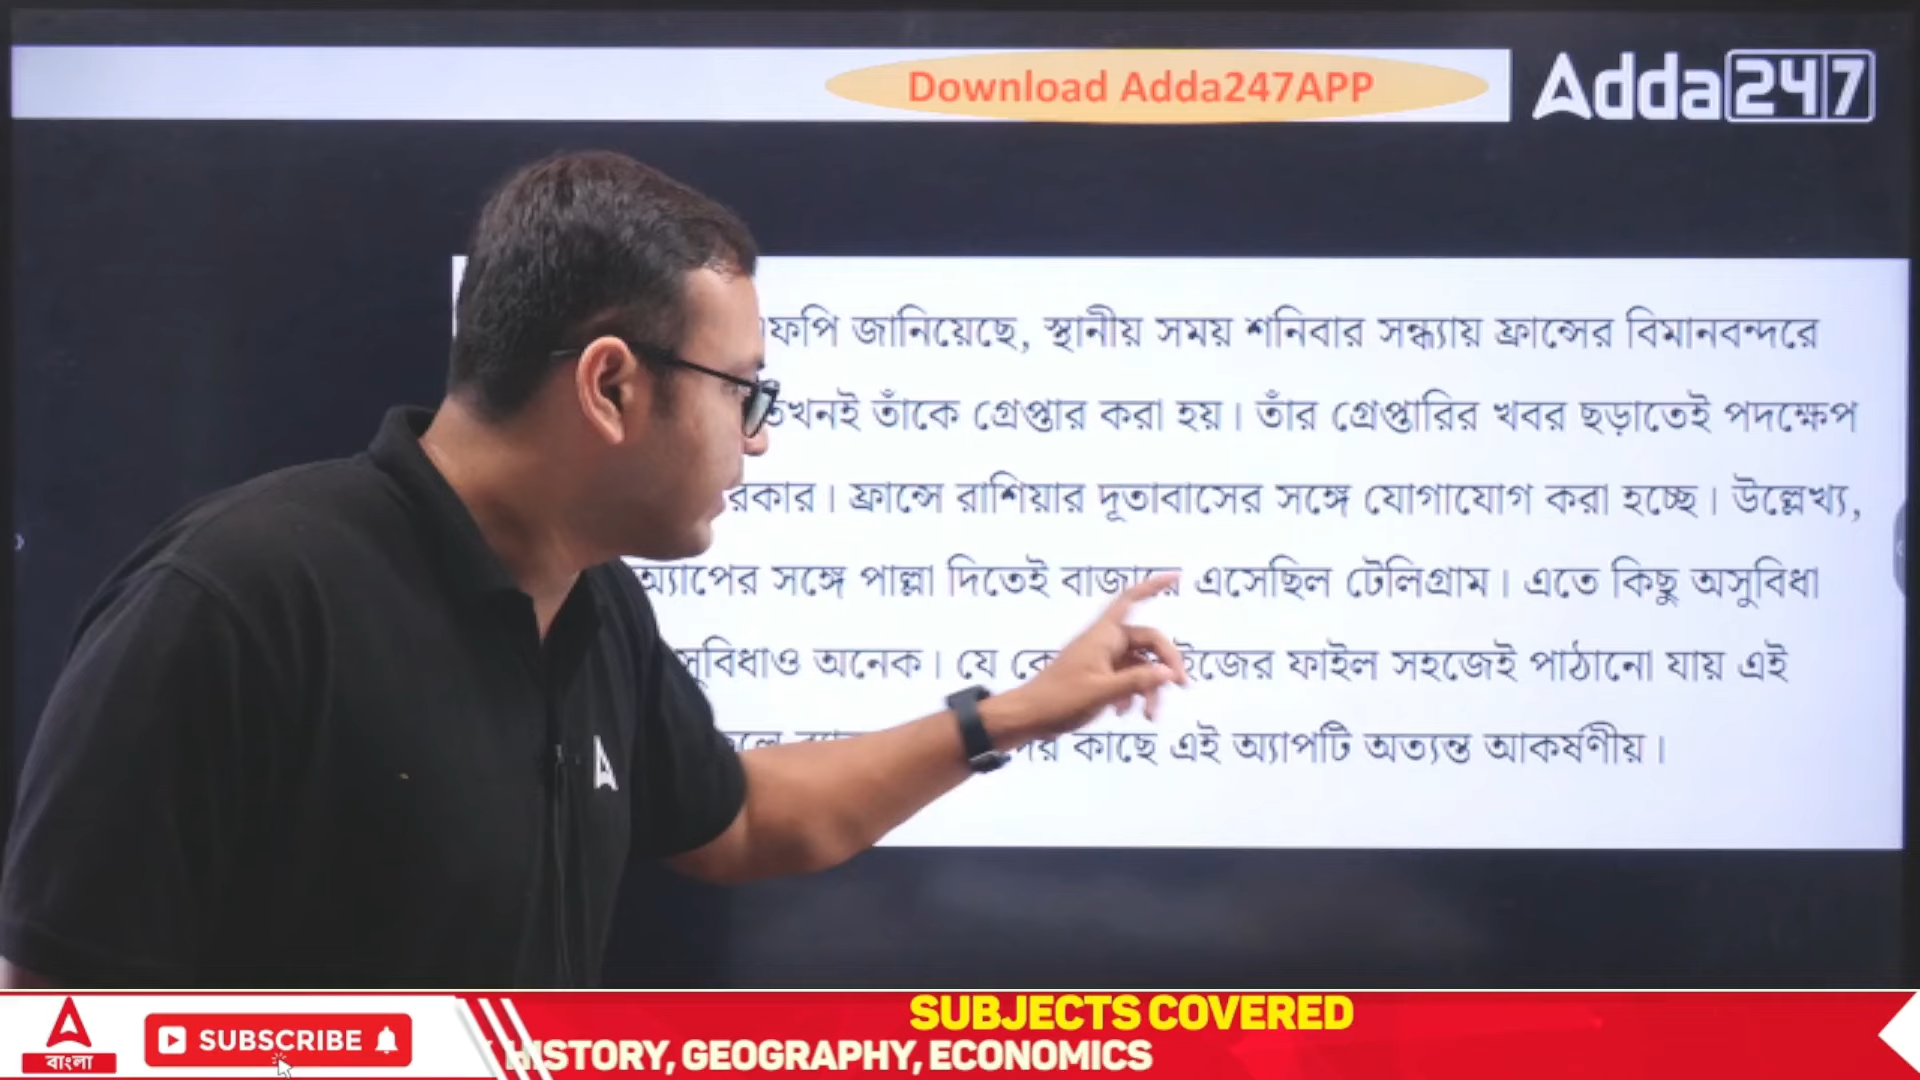 Download Adda247APP
Adda247
জানিয়েছে, স্থানীয় সময় শনিবার সন্ধ্যায় ফ্রান্সের বিমানবন্দরে
তখনই তাঁকে গ্রেপ্তার করা হয়। তাঁর গ্রেপ্তারির খবর ছড়াতেই পদক্ষেপ
রকার। ফ্রান্সে রাশিয়ার দূতাবাসের সঙ্গে যোগাযোগ করা হচ্ছে। উল্লেখ্য,
অ্যাপের সঙ্গে পাল্লা দিতেই বাজারে এসেছিল টেলিগ্রাম। এতে কিছু অসুবিধা
সুবিধাও অনেক। যে ইজের ফাইল সহজেই পাঠানো যায় এই
কাছে এই অ্যাপটি অত্যন্ত আকর্ষণীয়।
SUBJECTS COVERED
HISTORY, GEOGRAPHY, ECONOMICS
SUBSCRIBE
বাংলা